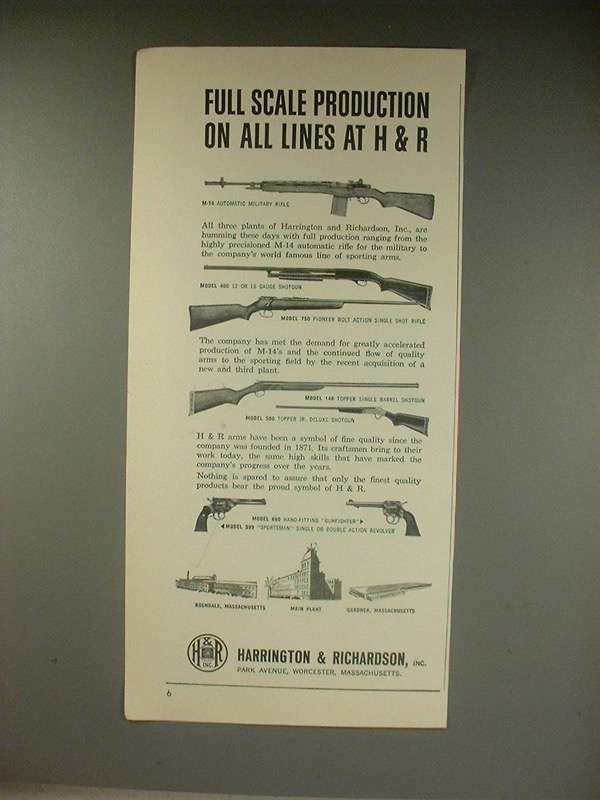 FULL SCALE PRODUCTION
ON ALL LINES AT H & R
M-14 AUTOMATIC MILITARY RIFLE
All three plants of Harrington and Richardson, Inc., are
humming these days with full production ranging from the
highly precisioned M-14 automatic rifle for the military to
the company's world famous line of sporting arms.
MODEL 400 12 OR 16 GAUGE SHOTGUN
MODEL 750 PIONEER BOLT ACTION SINGLE SHOT RIFLE
The company has met the demand for greatly accelerated
production of M-14's and the continued flow of quality
arms to the sporting field by the recent acquisition of a
new and third plant.
MODEL 148 TOPPER SINGLE BARREL SHOTGUN
MODEL 580 TOPPER JR. DELUXE SHOTGUN
H & R arms have been a symbol of fine quality since the
company was founded in 1871. Its craftsmen bring to their
work today, the same high skills that have marked the
company's progress over the years.
Nothing is spared to assure that only the finest quality
products bear the proud symbol of H & R.
MODEL 660 HAND-FITTING "GUNFIGHTER"
MODEL 999 "SPORTSMAN" SINGLE OR DOUBLE ACTION REVOLVER
ROCHDALE, MASSACHUSETTS
MAIN PLANT
GARDNER, MASSACHUSETTS
H & R INC.
HARRINGTON & RICHARDSON, INC.
PARK AVENUE, WORCESTER, MASSACHUSETTS.
6